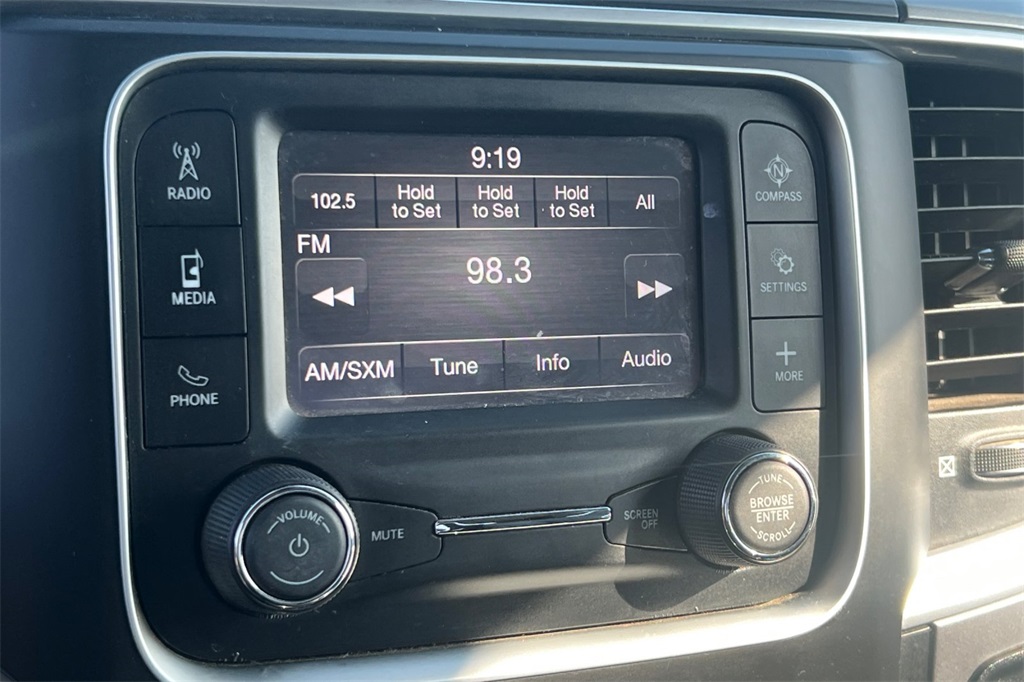 9:19
102.5
Hold
to Set
Hold
to Set
Hold
to Set
All
FM
98.3
AM/SXM
Tune
Info
Audio
RADIO
MEDIA
PHONE
N
COMPASS
SETTINGS
MORE
VOLUME
MUTE
SCREEN
OFF
TUNE
BROWSE
ENTER
SCROLL